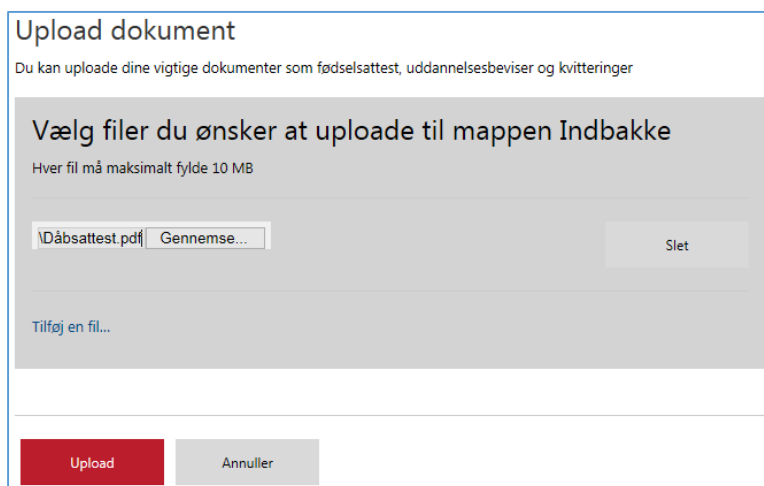 Upload dokument
Du kan uploade dine vigtige dokumenter som fødselsattest, uddannelsesbeviser og kvitteringer
Vælg filer du ønsker at uploade til mappen Indbakke
Hver fil må maksimalt fylde 10 MB
\Dåbsattest.pdf Gennemse... Slet
Tilføj en fil...
Upload Annuller